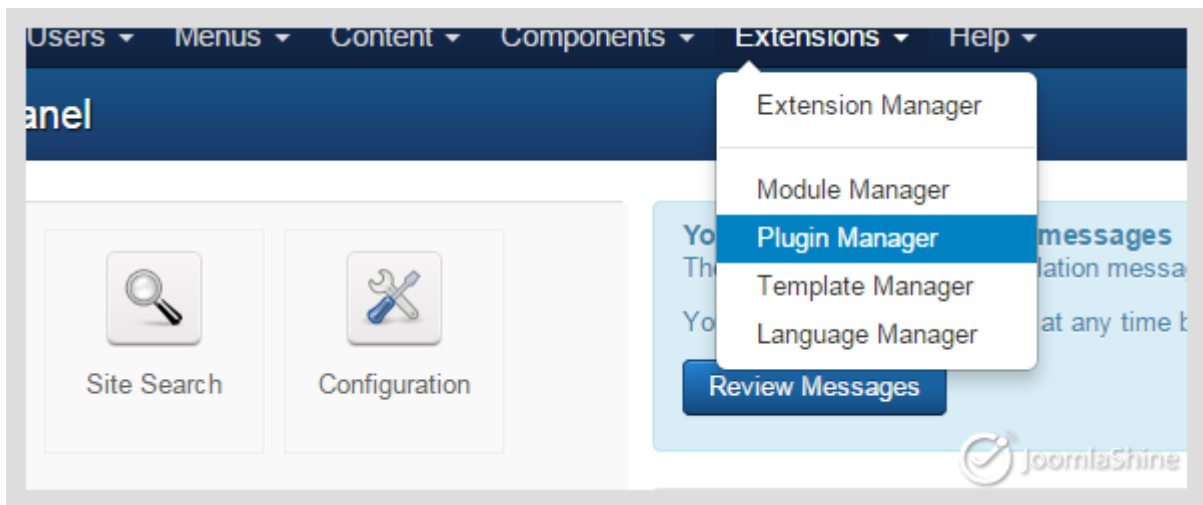 Users Menus Content Components Extensions Help
anel
Extension Manager
Module Manager
Plugin Manager
Template Manager
Language Manager
Yo messages
The lation messa
Yo at any time b
Review Messages
Site Search Configuration
JoomlaShine